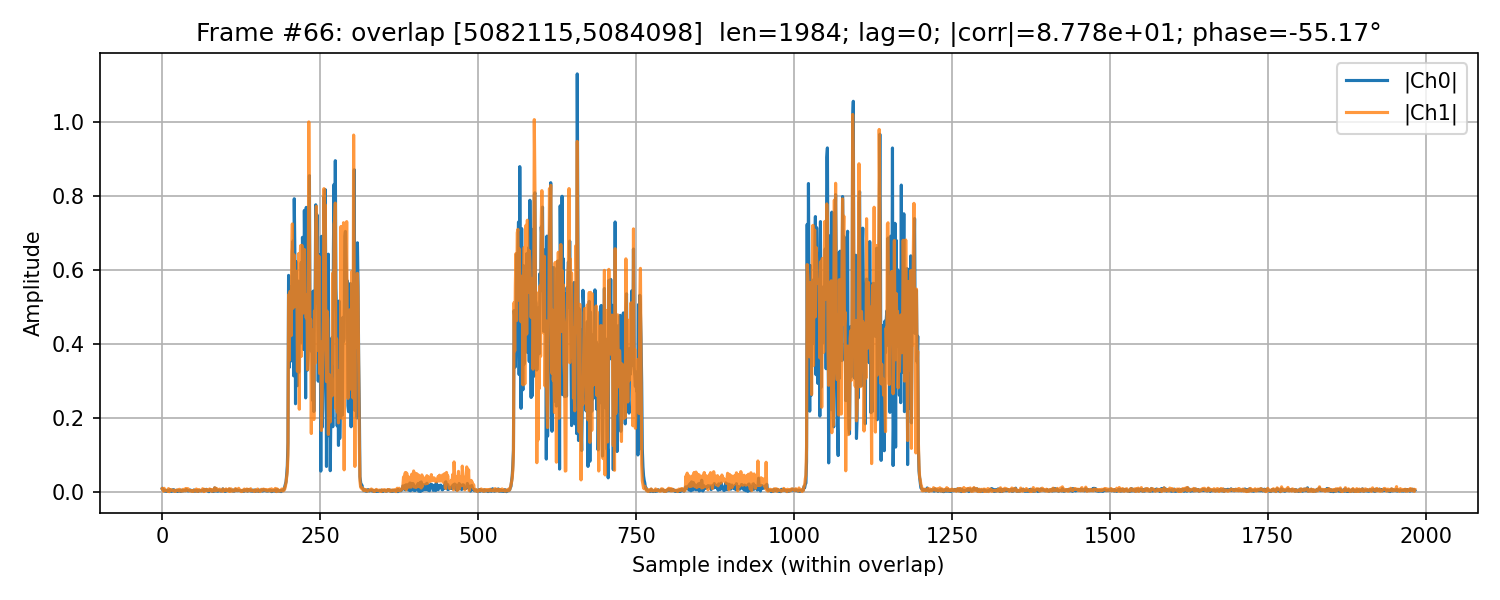 Frame #66: overlap [5082115,5084098]  len=1984; lag=0; |corr|=8.778e+01; phase=-55.17°
|Ch0|
|Ch1|
Amplitude
1.0
0.8
0.6
0.4
0.2
0.0
0 250 500 750 1000 1250 1500 1750 2000
Sample index (within overlap)